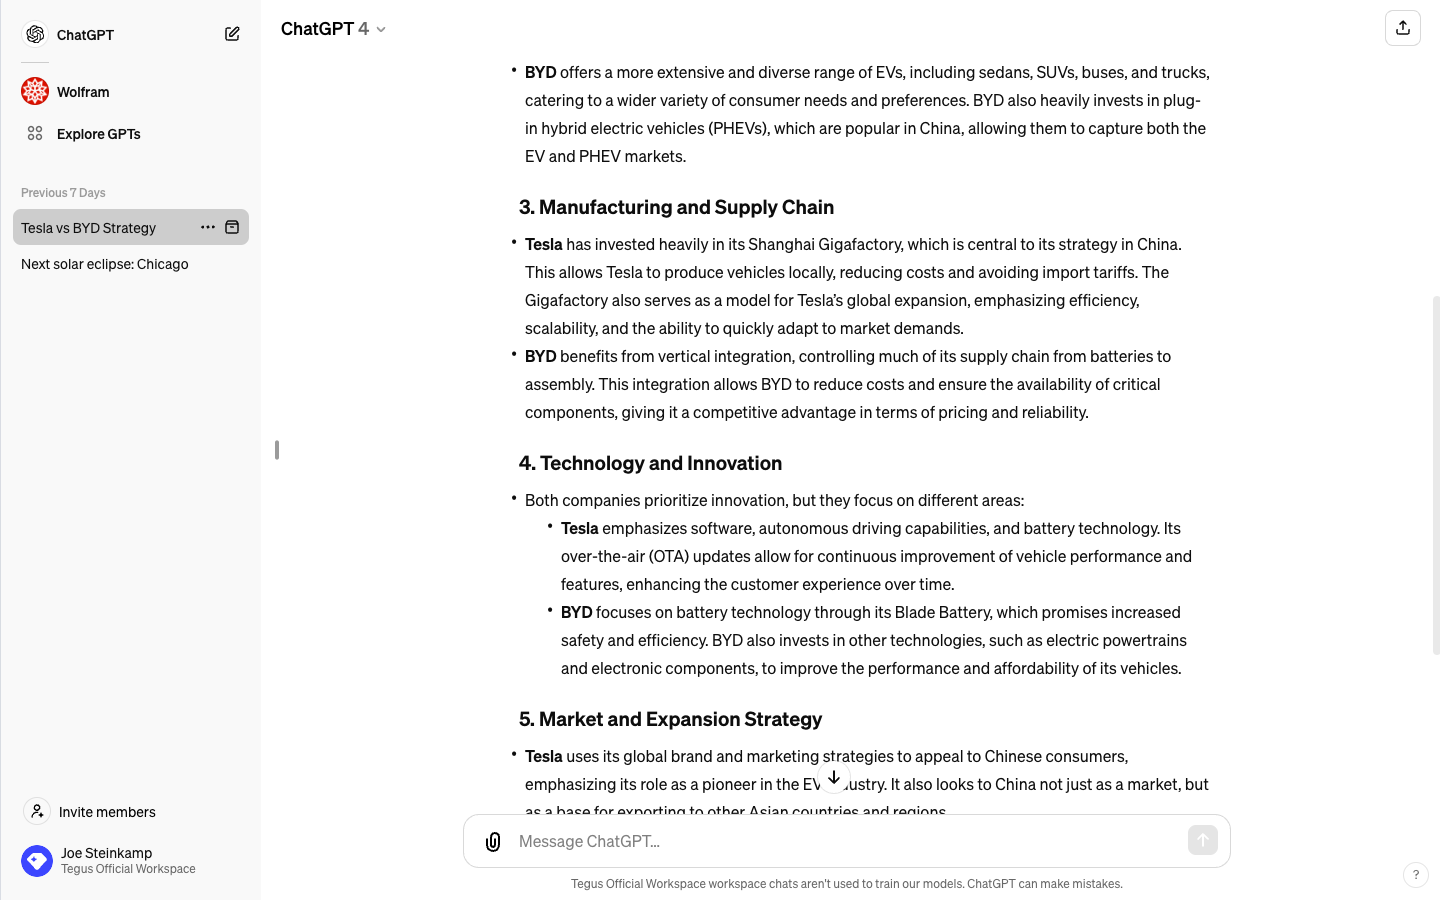 ChatGPT
Wolfram
Explore GPTs
Previous 7 Days
Tesla vs BYD Strategy
Next solar eclipse: Chicago
Invite members
Joe Steinkamp
Tegus Official Workspace
ChatGPT 4
• BYD offers a more extensive and diverse range of EVs, including sedans, SUVs, buses, and trucks,
catering to a wider variety of consumer needs and preferences. BYD also heavily invests in plug-
in hybrid electric vehicles (PHEVs), which are popular in China, allowing them to capture both the
EV and PHEV markets.
3. Manufacturing and Supply Chain
• Tesla has invested heavily in its Shanghai Gigafactory, which is central to its strategy in China.
This allows Tesla to produce vehicles locally, reducing costs and avoiding import tariffs. The
Gigafactory also serves as a model for Tesla’s global expansion, emphasizing efficiency,
scalability, and the ability to quickly adapt to market demands.
• BYD benefits from vertical integration, controlling much of its supply chain from batteries to
assembly. This integration allows BYD to reduce costs and ensure the availability of critical
components, giving it a competitive advantage in terms of pricing and reliability.
4. Technology and Innovation
• Both companies prioritize innovation, but they focus on different areas:
• Tesla emphasizes software, autonomous driving capabilities, and battery technology. Its
over-the-air (OTA) updates allow for continuous improvement of vehicle performance and
features, enhancing the customer experience over time.
• BYD focuses on battery technology through its Blade Battery, which promises increased
safety and efficiency. BYD also invests in other technologies, such as electric powertrains
and electronic components, to improve the performance and affordability of its vehicles.
5. Market and Expansion Strategy
• Tesla uses its global brand and marketing strategies to appeal to Chinese consumers,
emphasizing its role as a pioneer in the EV industry. It also looks to China not just as a market, but
as a base for exporting to other Asian countries and regions.
Message ChatGPT...
Tegus Official Workspace workspace chats aren't used to train our models. ChatGPT can make mistakes.
?